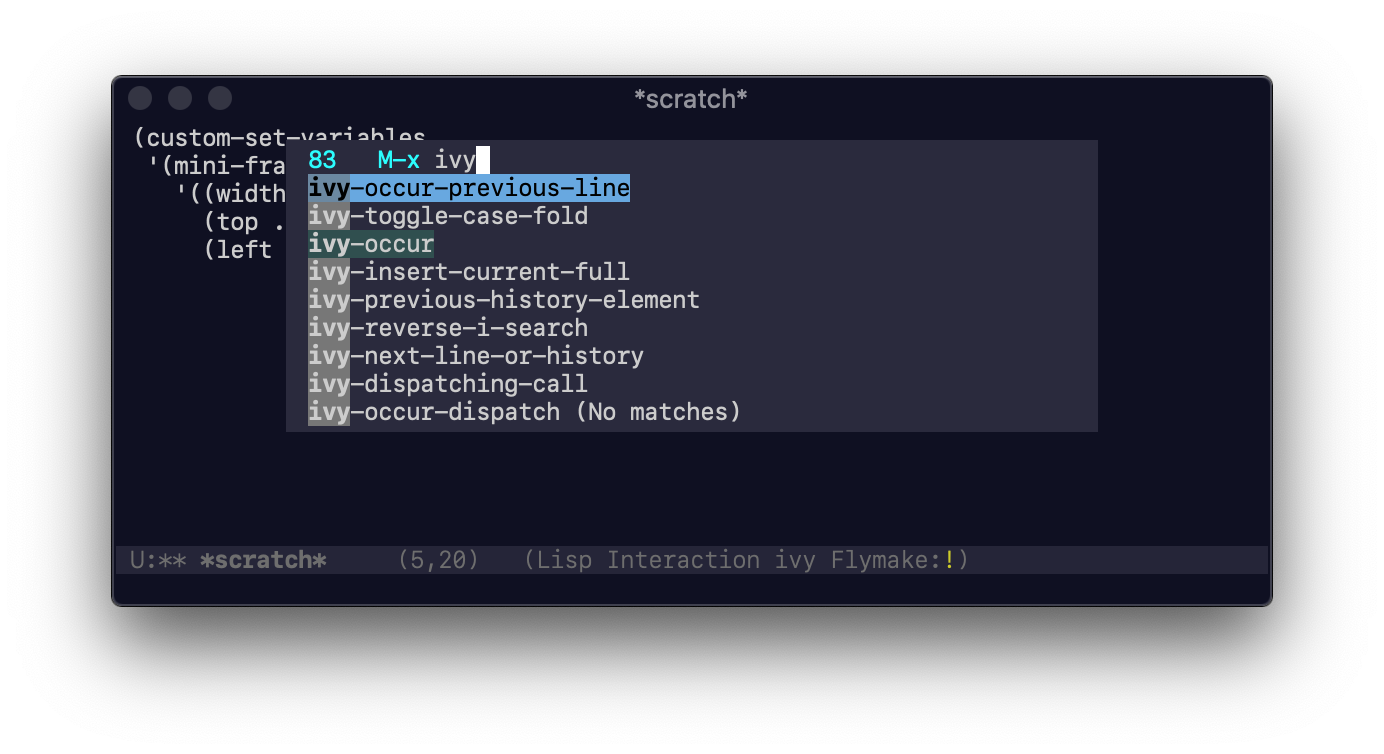 *scratch*
(custom-set-variables
'(mini-fra
'((width
(top .
(left
83 M-x ivy
ivy-occur-previous-line
ivy-toggle-case-fold
ivy-occur
ivy-insert-current-full
ivy-previous-history-element
ivy-reverse-i-search
ivy-next-line-or-history
ivy-dispatching-call
ivy-occur-dispatch (No matches)
U:** *scratch* (5,20) (Lisp Interaction ivy Flymake:!)